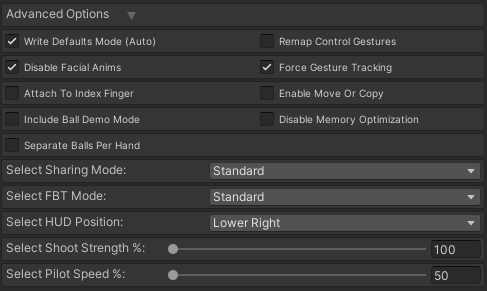 Advanced Options
Write Defaults Mode (Auto) Remap Control Gestures
Disable Facial Anims Force Gesture Tracking
Attach To Index Finger Enable Move Or Copy
Include Ball Demo Mode Disable Memory Optimization
Separate Balls Per Hand
Select Sharing Mode: Standard
Select FBT Mode: Standard
Select HUD Position: Lower Right
Select Shoot Strength %: 100
Select Pilot Speed %: 50